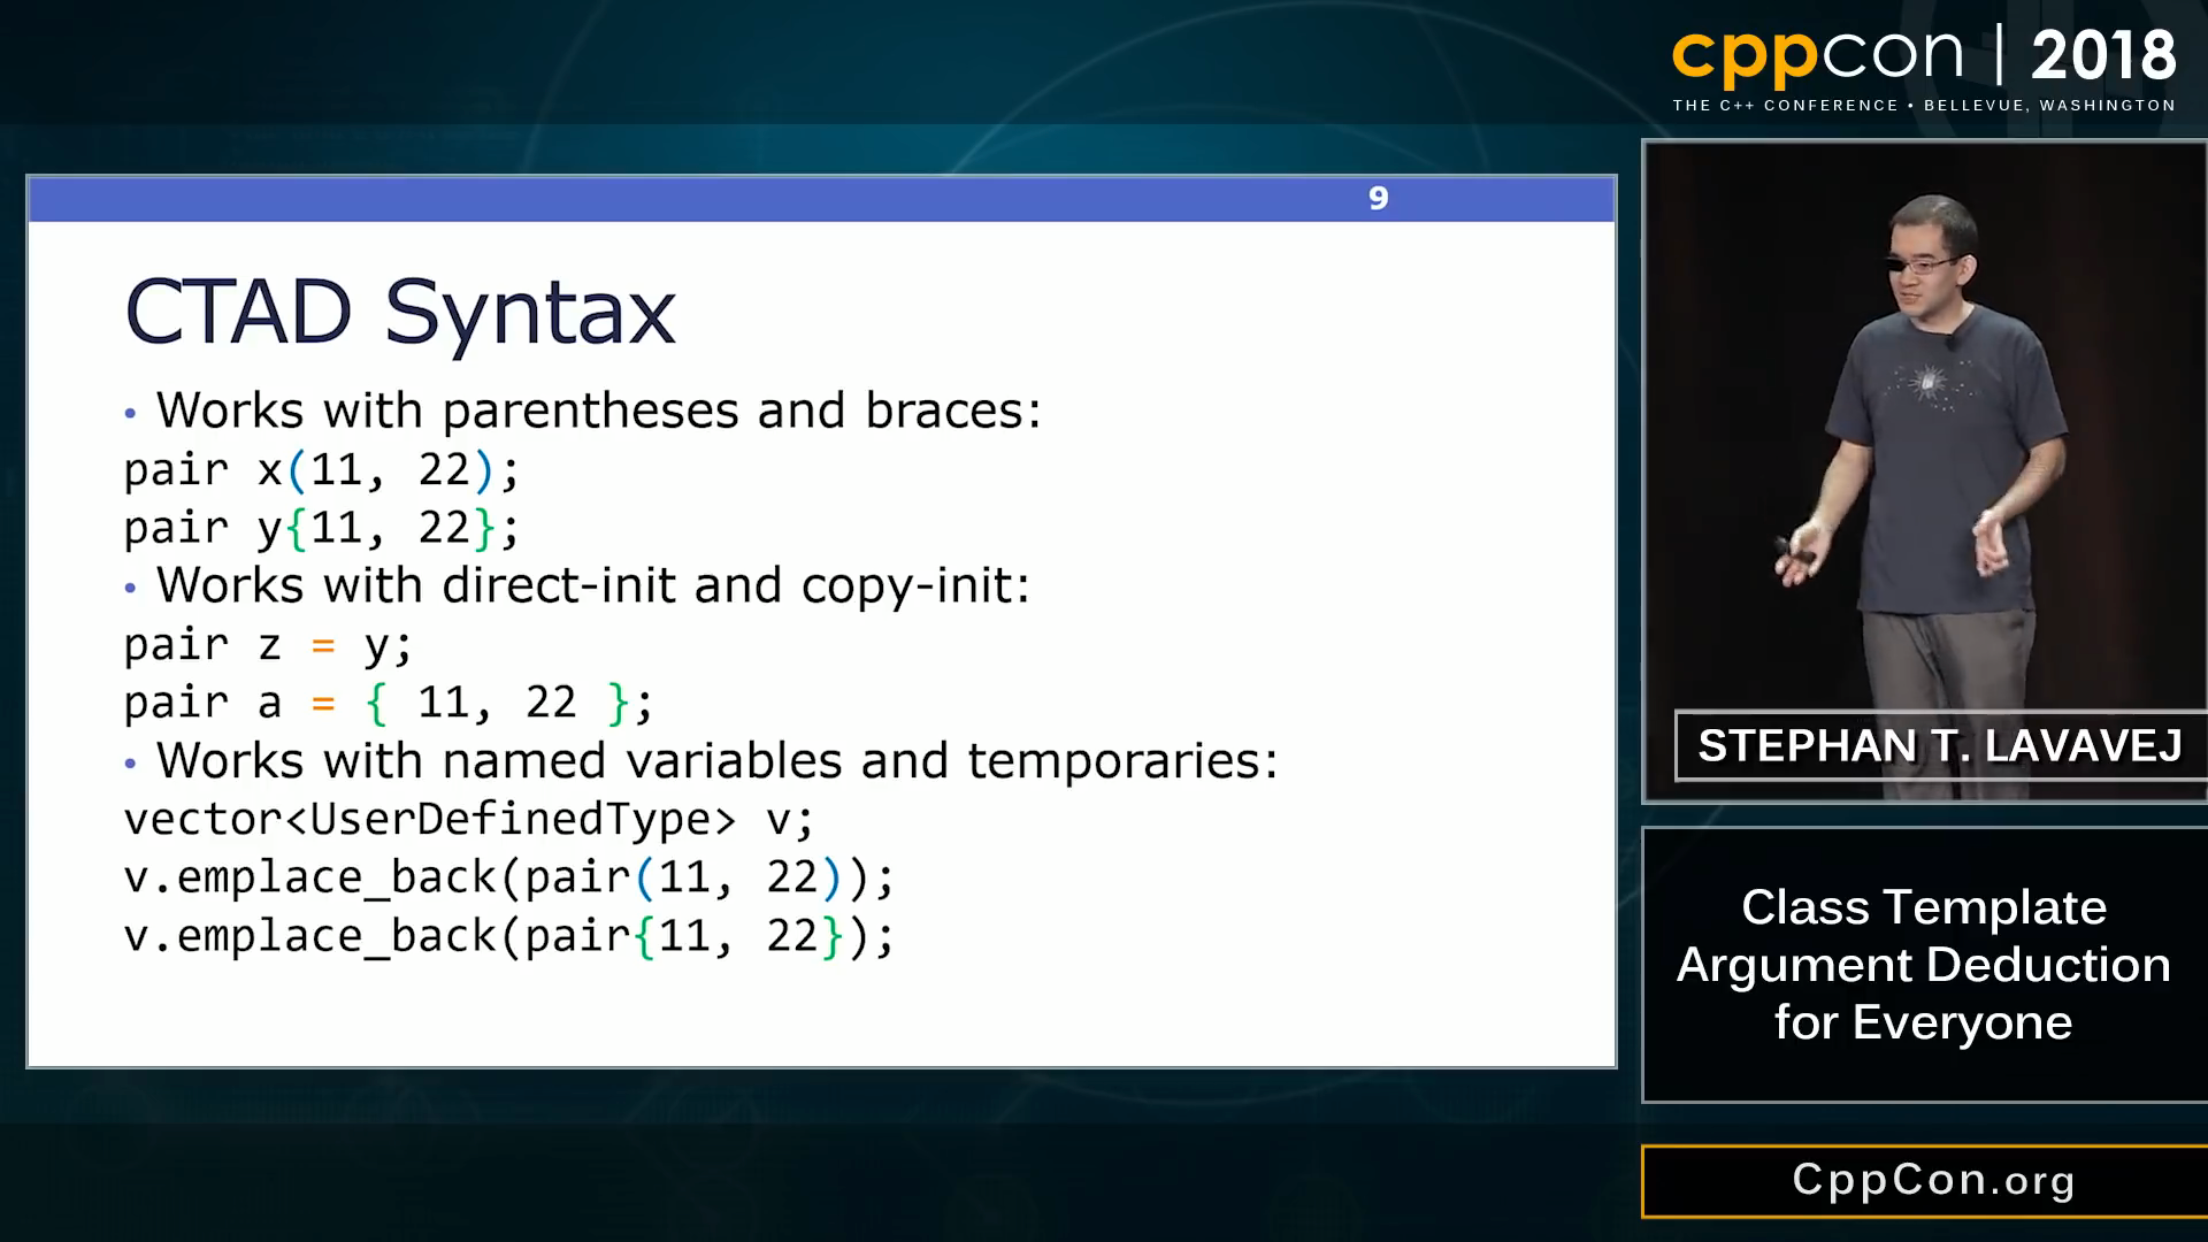 cppcon | 2018
THE C++ CONFERENCE • BELLEVUE, WASHINGTON
9
CTAD Syntax
• Works with parentheses and braces:
pair x(11, 22);
pair y{11, 22};
• Works with direct-init and copy-init:
pair z = y;
pair a = { 11, 22 };
• Works with named variables and temporaries:
vector<UserDefinedType> v;
v.emplace_back(pair(11, 22));
v.emplace_back(pair{11, 22});
STEPHAN T. LAVAVEJ
Class Template
Argument Deduction
for Everyone
CppCon.org